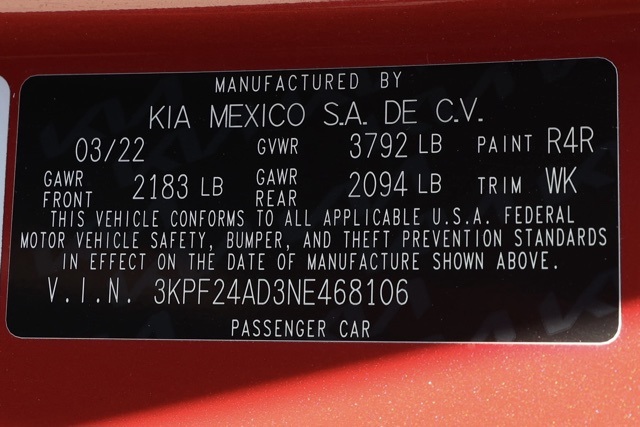 MANUFACTURED BY
KIA MEXICO S.A. DE C.V.
03/22 GVWR 3792 LB PAINT R4R
GAWR FRONT 2183 LB GAWR REAR 2094 LB TRIM WK
THIS VEHICLE CONFORMS TO ALL APPLICABLE U.S.A. FEDERAL
MOTOR VEHICLE SAFETY, BUMPER, AND THEFT PREVENTION STANDARDS
IN EFFECT ON THE DATE OF MANUFACTURE SHOWN ABOVE.
V.I.N. 3KPF24AD3NE468106
PASSENGER CAR